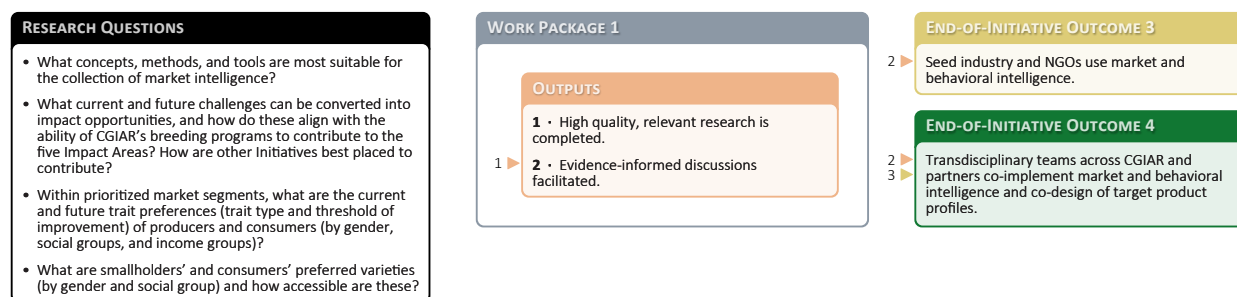 RESEARCH QUESTIONS
• What concepts, methods, and tools are most suitable for
the collection of market intelligence?
• What current and future challenges can be converted into
impact opportunities, and how do these align with the
ability of CGIAR's breeding programs to contribute to the
five Impact Areas? How are other Initiatives best placed to
contribute?
• Within prioritized market segments, what are the current
and future trait preferences (trait type and threshold of
improvement) of producers and consumers (by gender,
social groups, and income groups)?
• What are smallholders' and consumers' preferred varieties
(by gender and social group) and how accessible are these?
WORK PACKAGE 1
OUTPUTS
1 · High quality, relevant research is
completed.
1
2 · Evidence-informed discussions
facilitated.
END-OF-INITIATIVE OUTCOME 3
2
Seed industry and NGOs use market and
behavioral intelligence.
END-OF-INITIATIVE OUTCOME 4
2
3
Transdisciplinary teams across CGIAR and
partners co-implement market and behavioral
intelligence and co-design of target product
profiles.